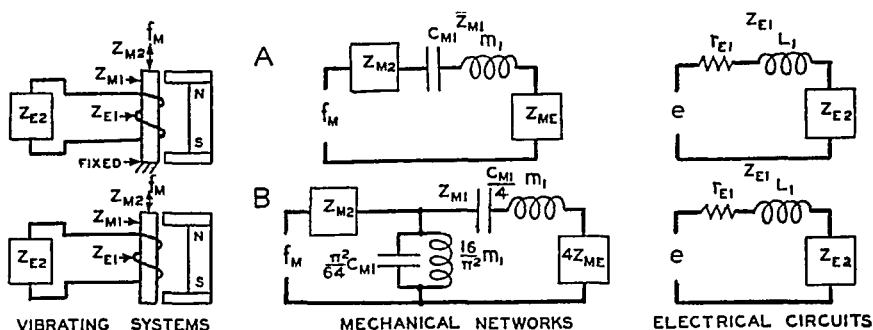 f_M
Z_M2
Z_M1
Z_E2
Z_E1
N
S
FIXED
A
Z_M2
C_M1
Z̄_M1
m_1
f_M
Z_ME
Z_E1
r_E1
L_1
e
Z_E2
f_M
Z_M2
Z_M1
Z_E2
Z_E1
N
S
B
Z_M2
Z_M1
C_M1/4
m_1
f_M
π²/64 C_M1
16/π² m_1
4Z_ME
Z_E1
r_E1
L_1
e
Z_E2
VIBRATING SYSTEMS
MECHANICAL NETWORKS
ELECTRICAL CIRCUITS